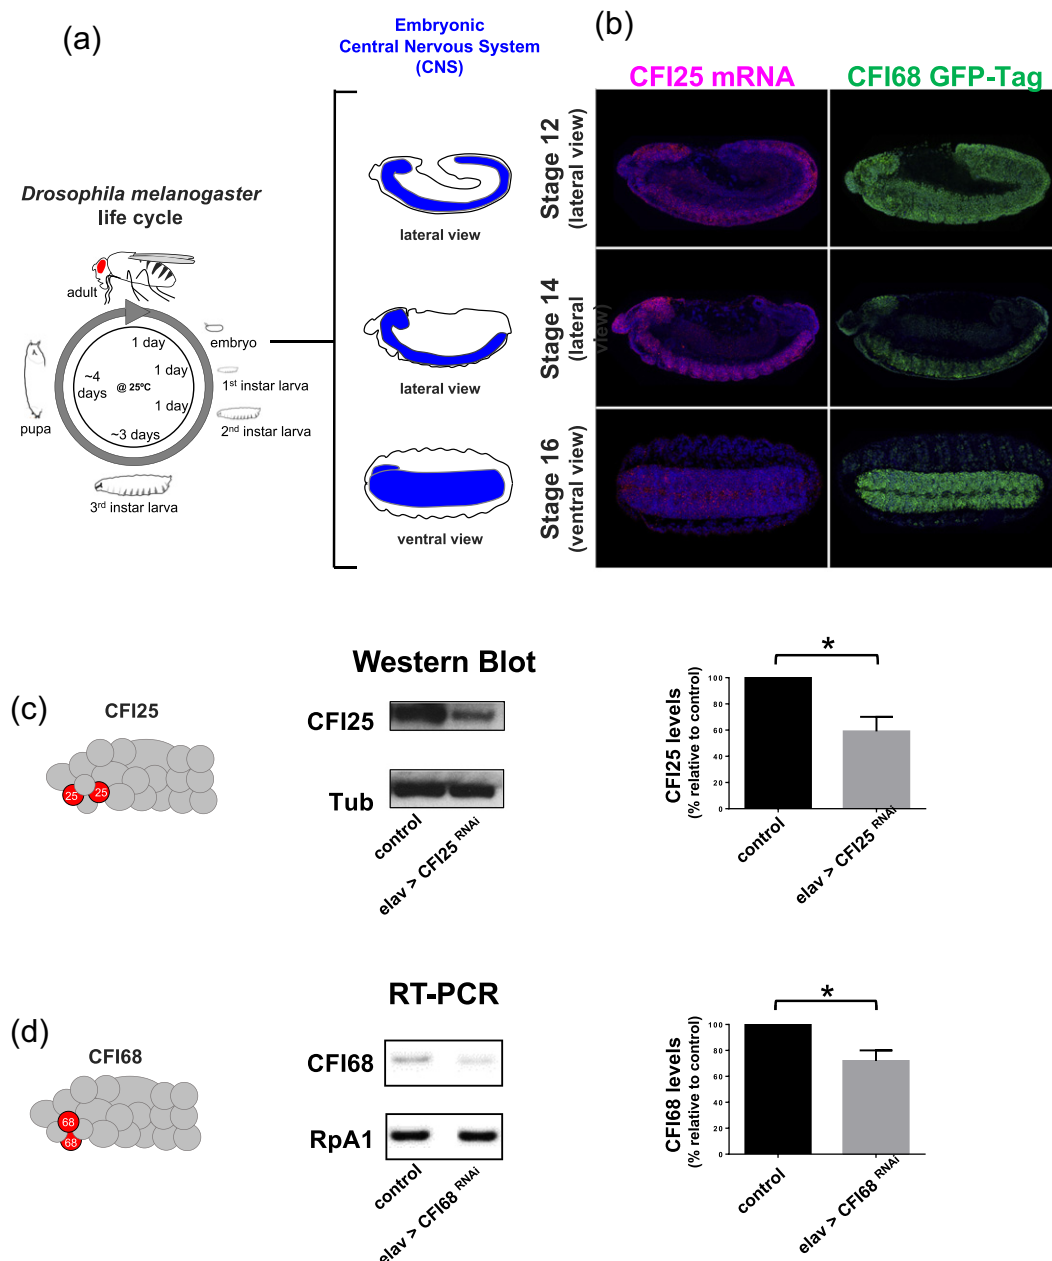 (a)
Embryonic
Central Nervous System
(CNS)
Drosophila melanogaster
life cycle
adult
embryo
1st instar larva
2nd instar larva
3rd instar larva
pupa
1 day
1 day
1 day
~3 days
~4
days
@ 25ºC
lateral view
lateral view
ventral view
(b)
CFI25 mRNA
CFI68 GFP-Tag
Stage 12
(lateral view)
Stage 14
(lateral
view)
Stage 16
(ventral view)
(c)
CFI25
25
25
Western Blot
CFI25
Tub
control
elav > CFI25 RNAi
CFI25 levels
(% relative to control)
100
80
60
40
20
0
*
control
elav > CFI25 RNAi
(d)
CFI68
68
68
RT-PCR
CFI68
RpA1
control
elav > CFI68 RNAi
CFI68 levels
(% relative to control)
100
80
60
40
20
0
*
control
elav > CFI68 RNAi